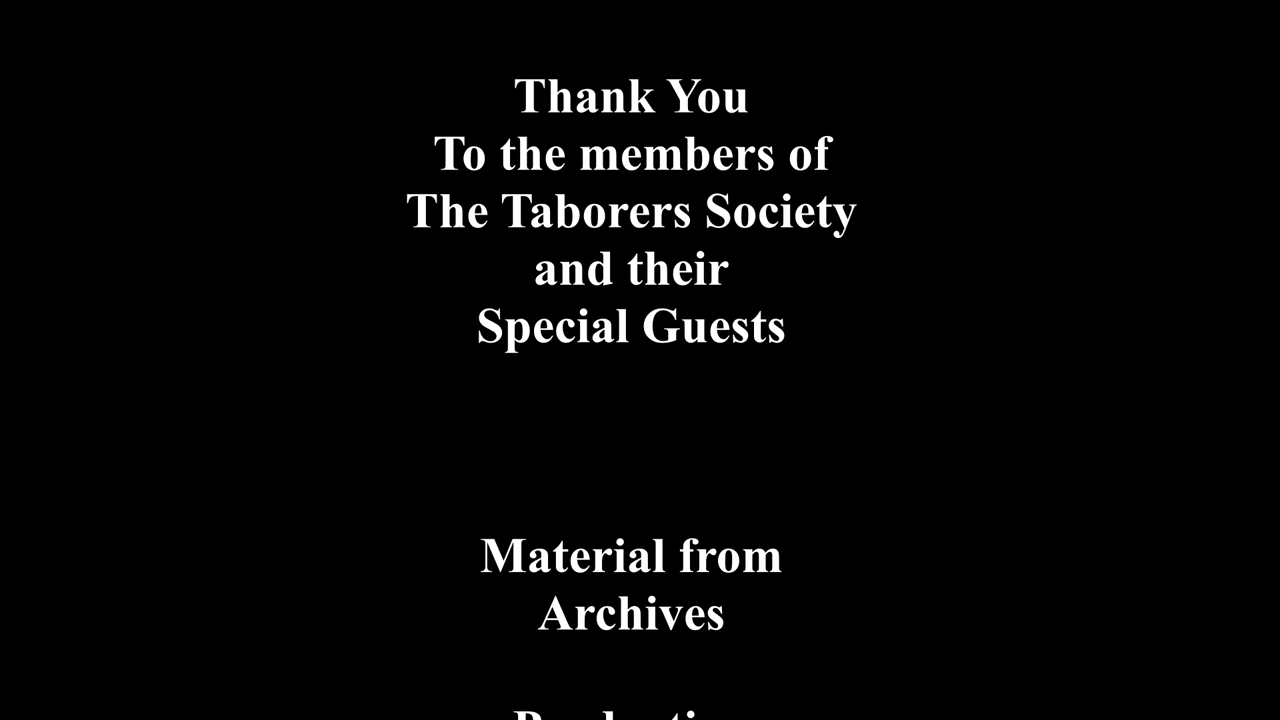 Thank You
To the members of
The Taborers Society
and their
Special Guests
Material from
Archives